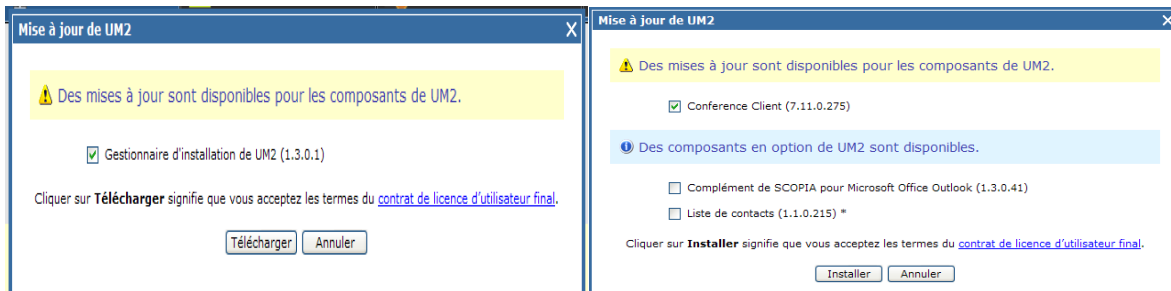 Mise à jour de UM2 X
Des mises à jour sont disponibles pour les composants de UM2.
Gestionnaire d'installation de UM2 (1.3.0.1)
Cliquer sur Télécharger signifie que vous acceptez les termes du contrat de licence d'utilisateur final.
Télécharger Annuler
Mise à jour de UM2 X
Des mises à jour sont disponibles pour les composants de UM2.
Conference Client (7.11.0.275)
Des composants en option de UM2 sont disponibles.
Complément de SCOPIA pour Microsoft Office Outlook (1.3.0.41)
Liste de contacts (1.1.0.215) *
Cliquer sur Installer signifie que vous acceptez les termes du contrat de licence d'utilisateur final.
Installer Annuler